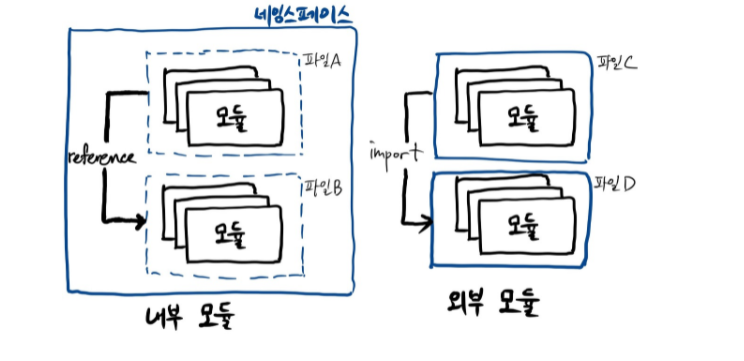 네임스페이스
파일A
모듈
reference
파일B
모듈
내부 모듈
파일C
모듈
import
파일D
모듈
외부 모듈